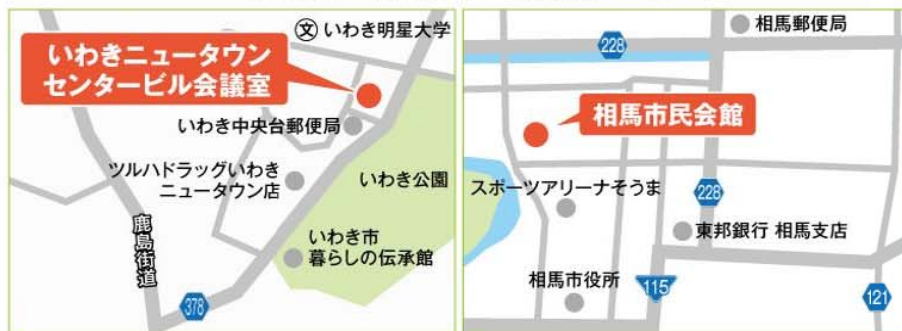 文 いわき明星大学
いわきニュータウン
センタービル会議室
いわき中央台郵便局
ツルハドラッグいわき
ニュータウン店
いわき公園
鹿島街道
いわき市
暮らしの伝承館
378
相馬郵便局
228
相馬市民会館
スポーツアリーナそうま
228
東邦銀行 相馬支店
相馬市役所
115
121